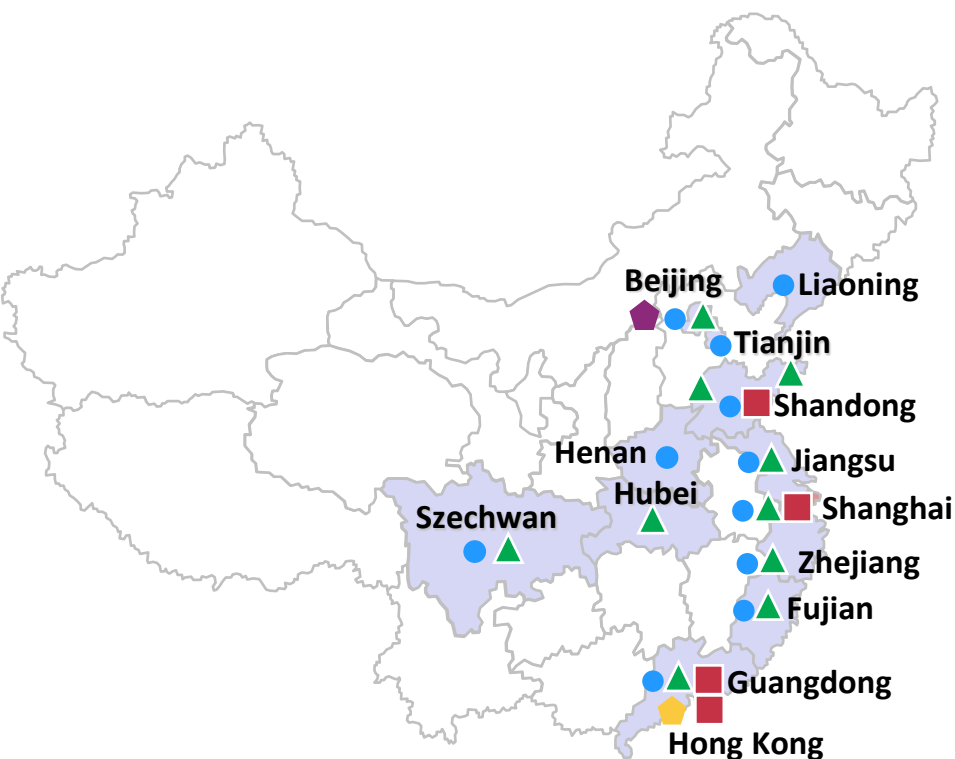 Beijing
Liaoning
Tianjin
Shandong
Henan
Jiangsu
Hubei
Shanghai
Szechwan
Zhejiang
Fujian
Guangdong
Hong Kong